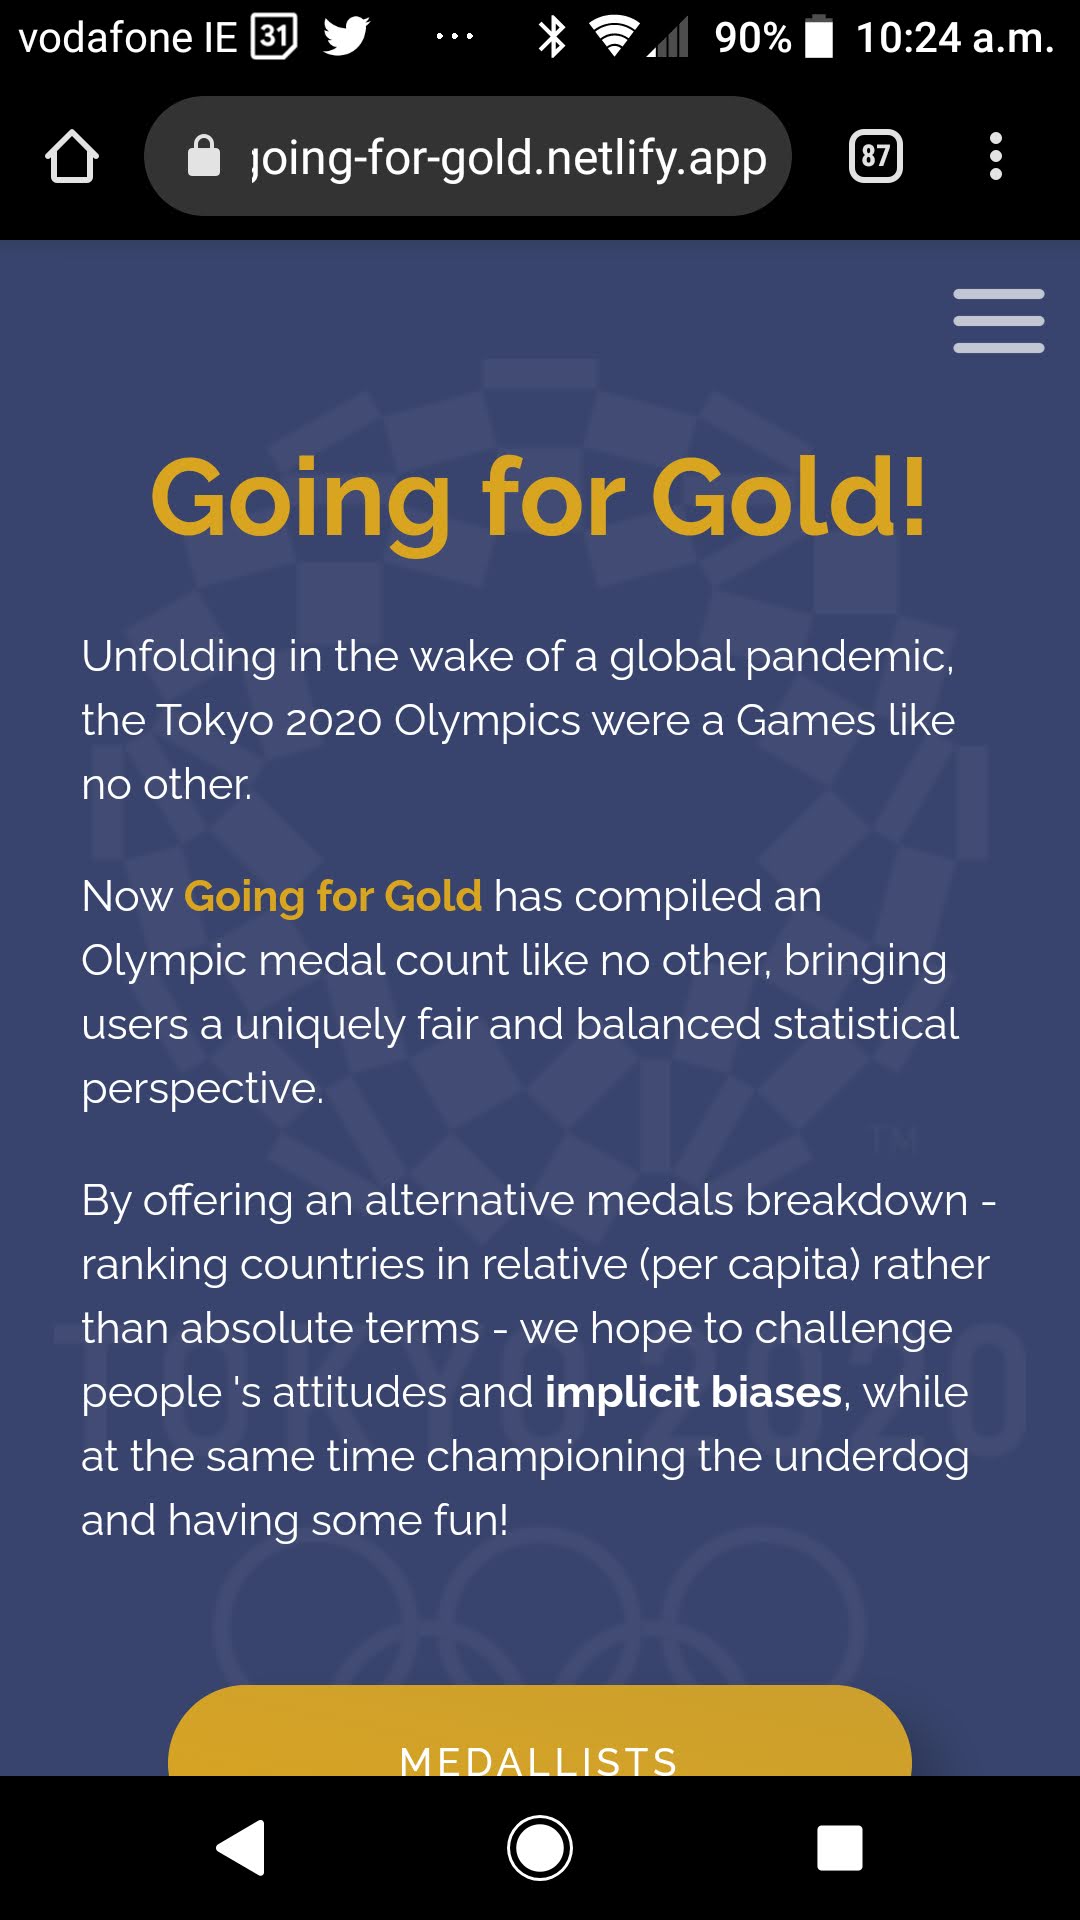 vodafone IE 31 ... 90% 10:24 a.m.
going-for-gold.netlify.app 87
Going for Gold!
Unfolding in the wake of a global pandemic,
the Tokyo 2020 Olympics were a Games like
no other.
Now Going for Gold has compiled an
Olympic medal count like no other, bringing
users a uniquely fair and balanced statistical
perspective.
TM
By offering an alternative medals breakdown -
ranking countries in relative (per capita) rather
than absolute terms - we hope to challenge
TOKYO 2020
people 's attitudes and implicit biases, while
at the same time championing the underdog
and having some fun!
MEDALLISTS